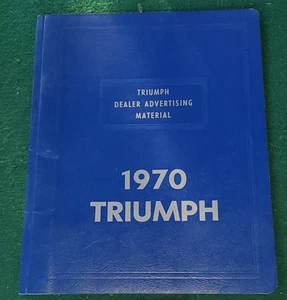 TRIUMPH
DEALER ADVERTISING
MATERIAL
1970
TRIUMPH